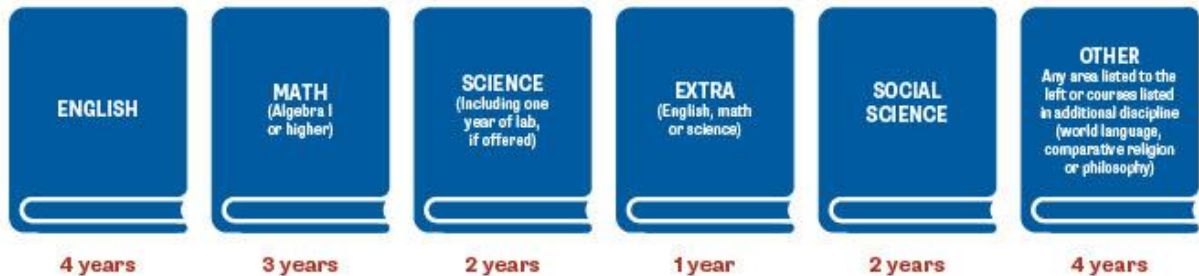 ENGLISH
MATH
(Algebra I
or higher)
SCIENCE
(Including one
year of lab,
if offered)
EXTRA
(English, math
or science)
SOCIAL
SCIENCE
OTHER
Any area listed to the
left or courses listed
in additional discipline
(world language,
comparative religion
or philosophy)
4 years
3 years
2 years
1 year
2 years
4 years